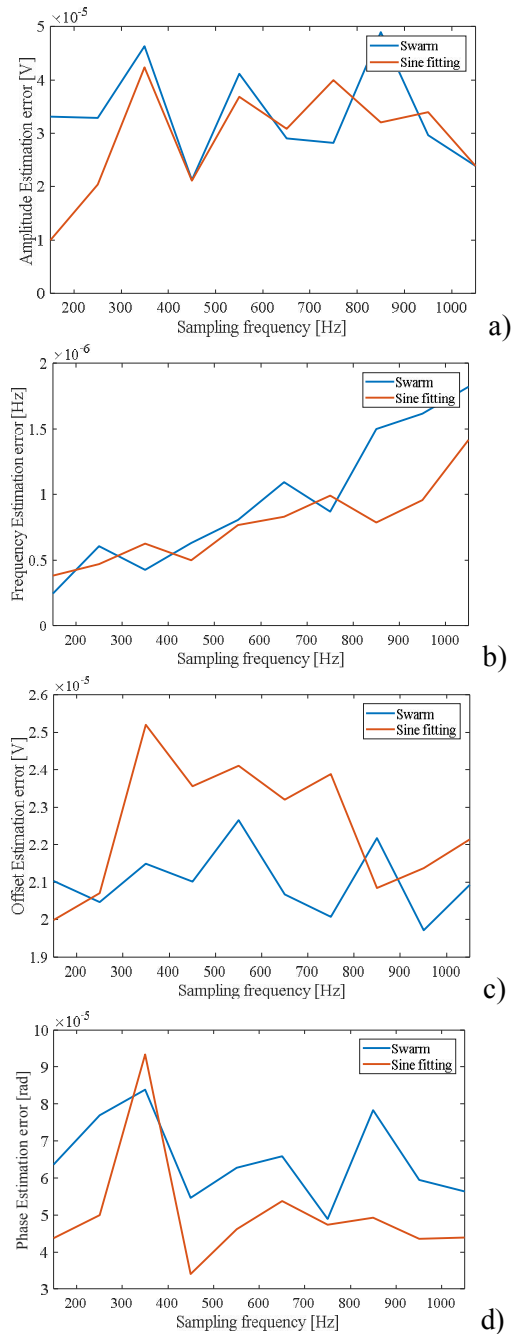 ×10-5
5
4
3
2
1
0
Amplitude Estimation error [V]
Swarm
Sine fitting
200 300 400 500 600 700 800 900 1000
Sampling frequency [Hz]
a)
×10-6
2
1.5
1
0.5
0
Frequency Estimation error [Hz]
Swarm
Sine fitting
200 300 400 500 600 700 800 900 1000
Sampling frequency [Hz]
b)
×10-5
2.6
2.5
2.4
2.3
2.2
2.1
2
1.9
Offset Estimation error [V]
Swarm
Sine fitting
200 300 400 500 600 700 800 900 1000
Sampling frequency [Hz]
c)
×10-5
10
9
8
7
6
5
4
3
Phase Estimation error [rad]
Swarm
Sine fitting
200 300 400 500 600 700 800 900 1000
Sampling frequency [Hz]
d)